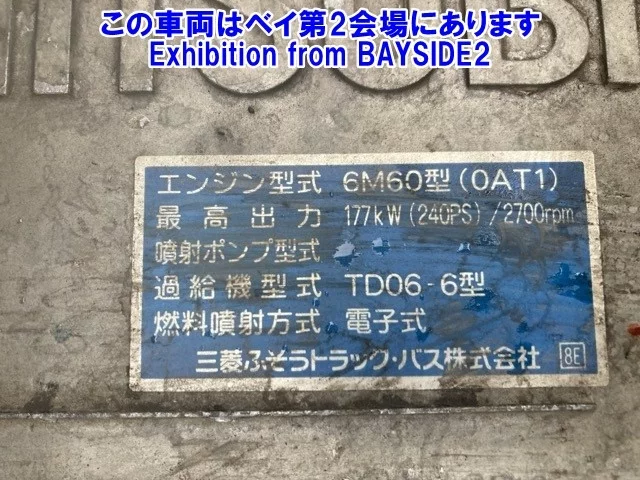 この車両はベイ第2会場にあります
Exhibition from BAYSIDE2
エンジン型式 6M60型(0AT1)
最高出力 177kW(240PS)/2700rpm
噴射ポンプ型式
過給機型式 TD06-6型
燃料噴射方式 電子式
三菱ふそうトラック・バス株式会社 8E